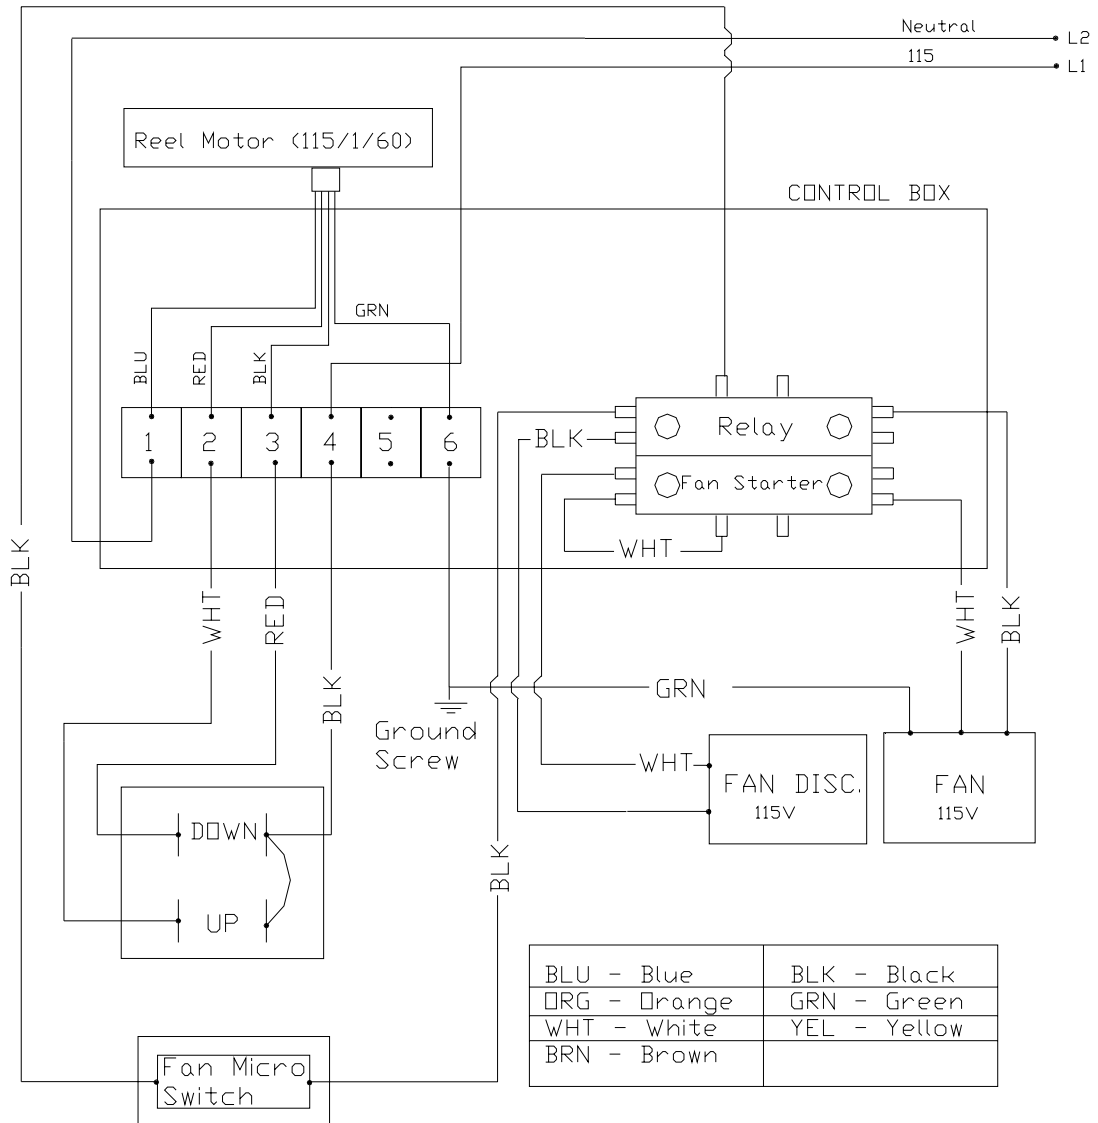 Neutral
L2
115
L1
Reel Motor (115/1/60)
CONTROL BOX
GRN
BLU
RED
BLK
1
2
3
4
5
6
Relay
BLK
Fan Starter
WHT
BLK
WHT
RED
WHT
BLK
BLK
GRN
Ground
Screw
WHT
FAN DISC.
115V
FAN
115V
DOWN
UP
BLK
BLU - Blue
BLK - Black
ORG - Orange
GRN - Green
WHT - White
YEL - Yellow
BRN - Brown
Fan Micro
Switch